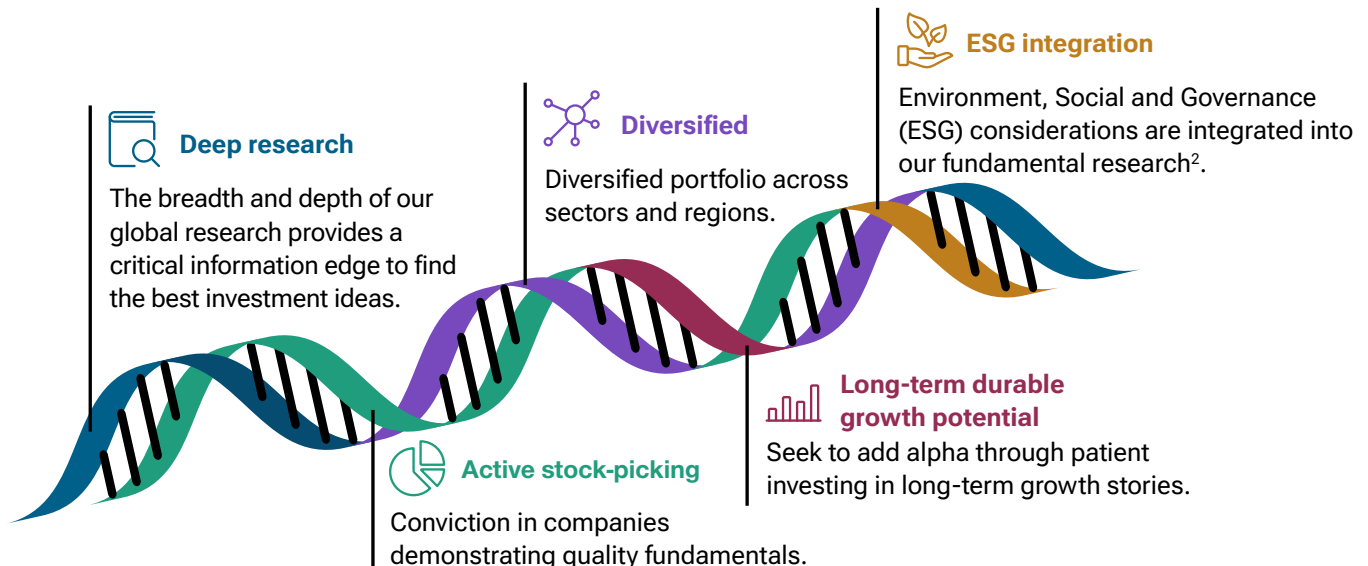 Deep research
The breadth and depth of our
global research provides a
critical information edge to find
the best investment ideas.
Active stock-picking
Conviction in companies
demonstrating quality fundamentals.
Diversified
Diversified portfolio across
sectors and regions.
Long-term durable
growth potential
Seek to add alpha through patient
investing in long-term growth stories.
ESG integration
Environment, Social and Governance
(ESG) considerations are integrated into
our fundamental research².